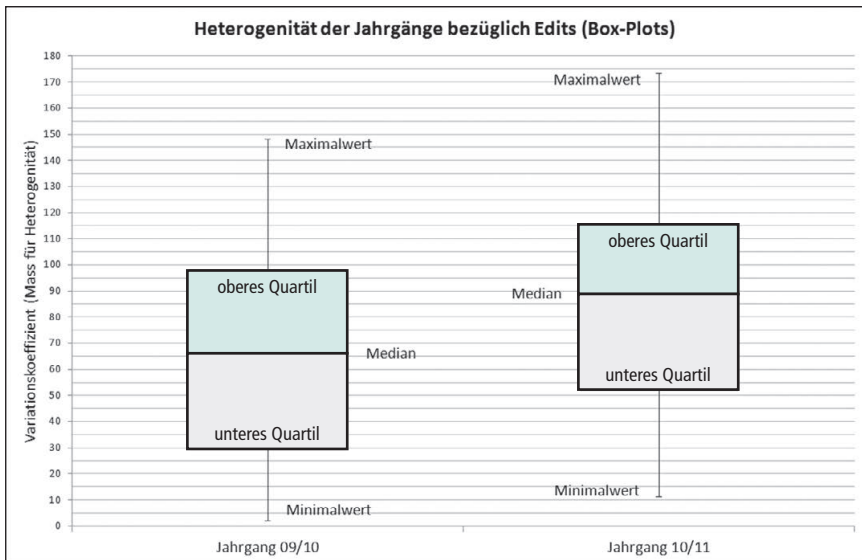 Heterogenität der Jahrgänge bezüglich Edits (Box-Plots)
Variationskoeffizient (Mass für Heterogenität)
180
170
160
150
140
130
120
110
100
90
80
70
60
50
40
30
20
10
0
Maximalwert
oberes Quartil
Median
unteres Quartil
Minimalwert
Maximalwert
oberes Quartil
Median
unteres Quartil
Minimalwert
Jahrgang 09/10
Jahrgang 10/11